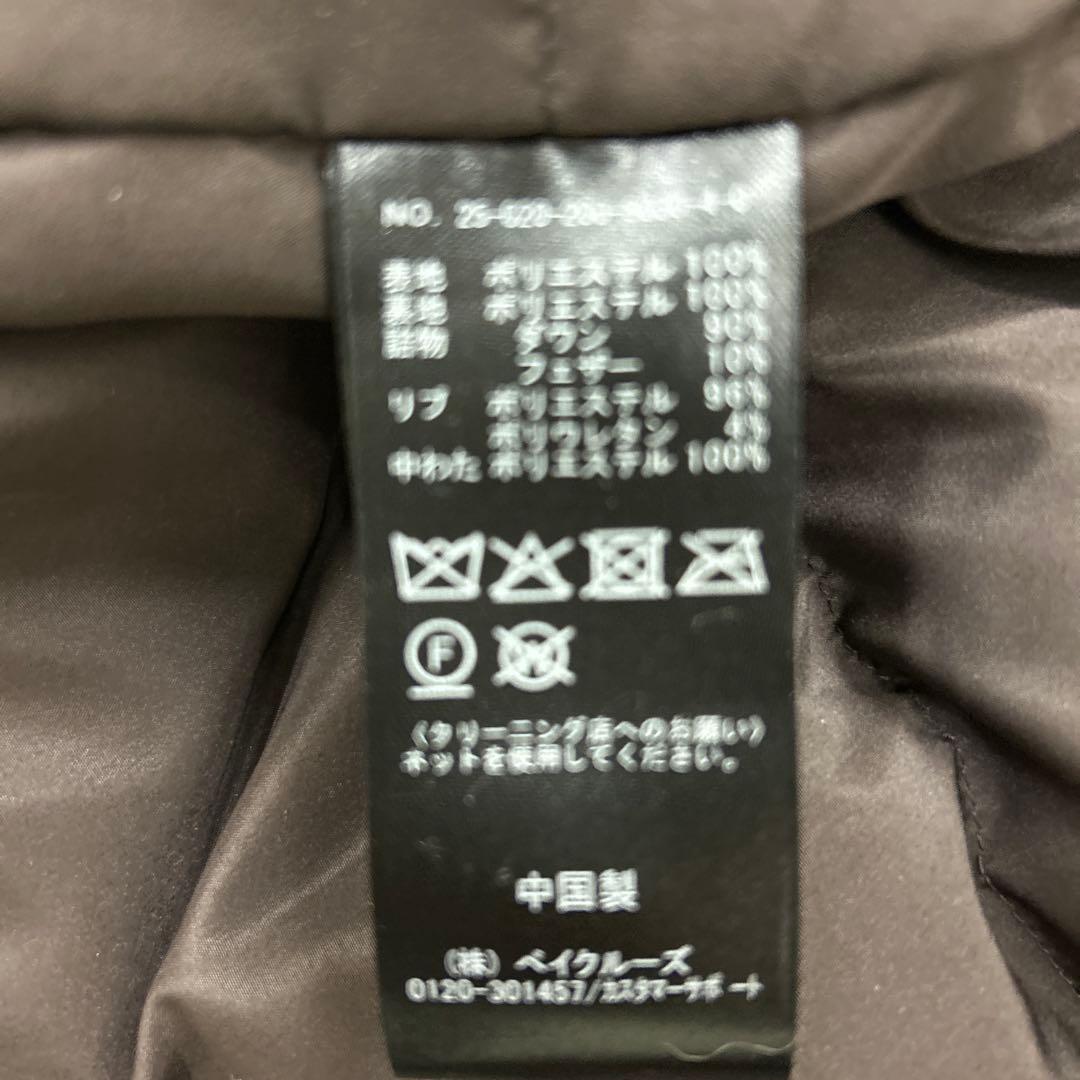 NO.
表地 ポリエステル 100%
裏地 ポリエステル 100%
詰物 ダウン 90%
フェザー 10%
リブ ポリエステル 96%
ポリウレタン 4%
中わた ポリエステル 100%
F
W
〈クリーニング店へのお願い〉
ネットを使用してください。
中国製
(株) ベイクルーズ
0120-301457/カスタマーサポート